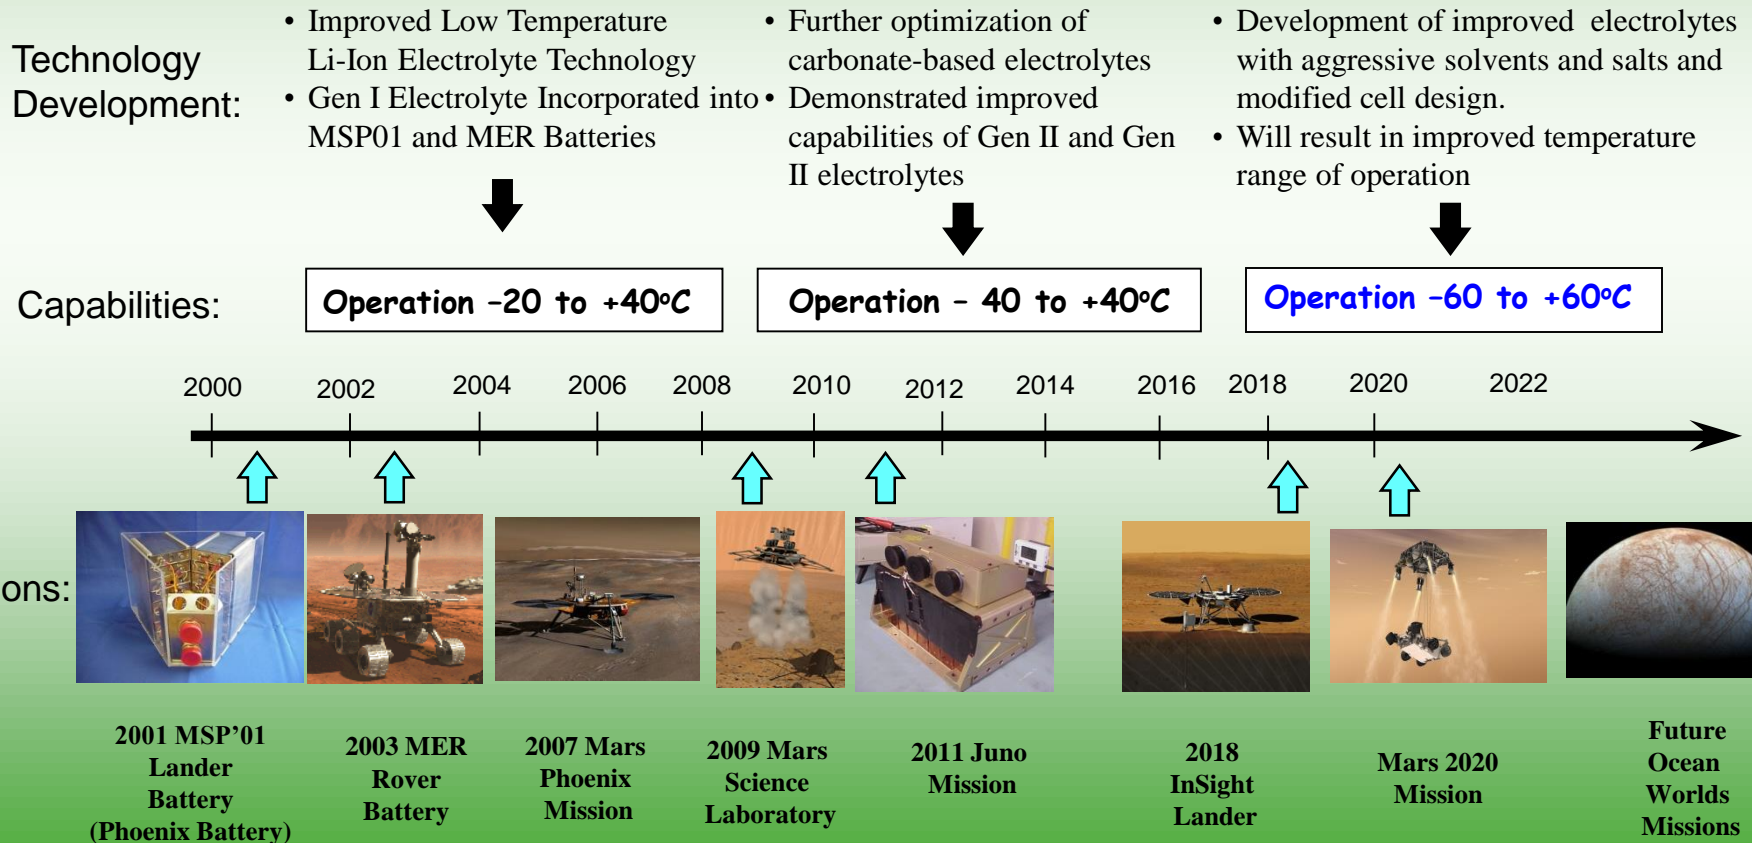 Technology
Development:
• Improved Low Temperature
Li-Ion Electrolyte Technology
• Gen I Electrolyte Incorporated into
MSP01 and MER Batteries
• Further optimization of
carbonate-based electrolytes
• Demonstrated improved
capabilities of Gen II and Gen
II electrolytes
• Development of improved electrolytes
with aggressive solvents and salts and
modified cell design.
• Will result in improved temperature
range of operation
Capabilities:
Operation –20 to +40°C
Operation – 40 to +40°C
Operation –60 to +60°C
2000 2002 2004 2006 2008 2010 2012 2014 2016 2018 2020 2022
ons:
2001 MSP’01
Lander
Battery
(Phoenix Battery)
2003 MER
Rover
Battery
2007 Mars
Phoenix
Mission
2009 Mars
Science
Laboratory
2011 Juno
Mission
2018
InSight
Lander
Mars 2020
Mission
Future
Ocean
Worlds
Missions